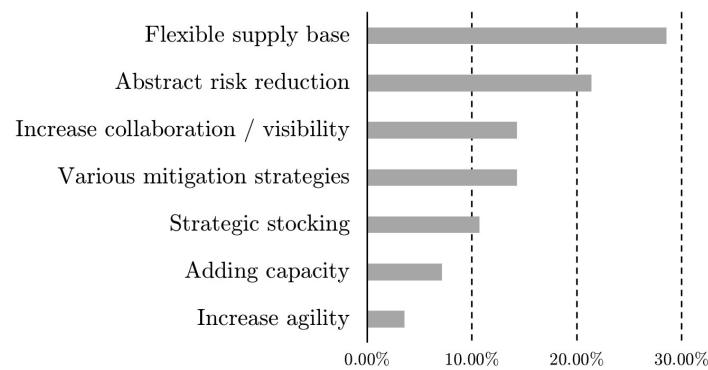 Flexible supply base
Abstract risk reduction
Increase collaboration / visibility
Various mitigation strategies
Strategic stocking
Adding capacity
Increase agility
0.00% 10.00% 20.00% 30.00%